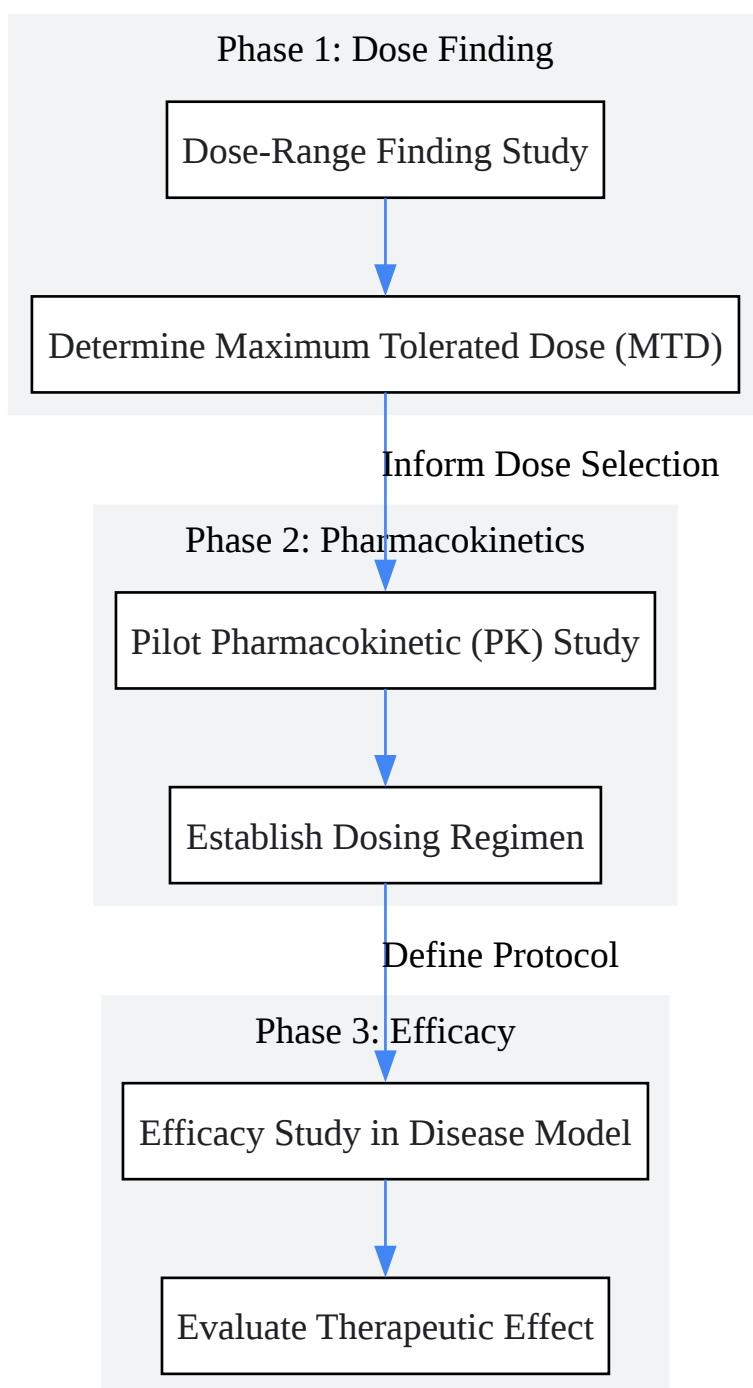 Phase 1: Dose Finding
Dose-Range Finding Study
Determine Maximum Tolerated Dose (MTD)
Inform Dose Selection
Phase 2: Pharmacokinetics
Pilot Pharmacokinetic (PK) Study
Establish Dosing Regimen
Define Protocol
Phase 3: Efficacy
Efficacy Study in Disease Model
Evaluate Therapeutic Effect